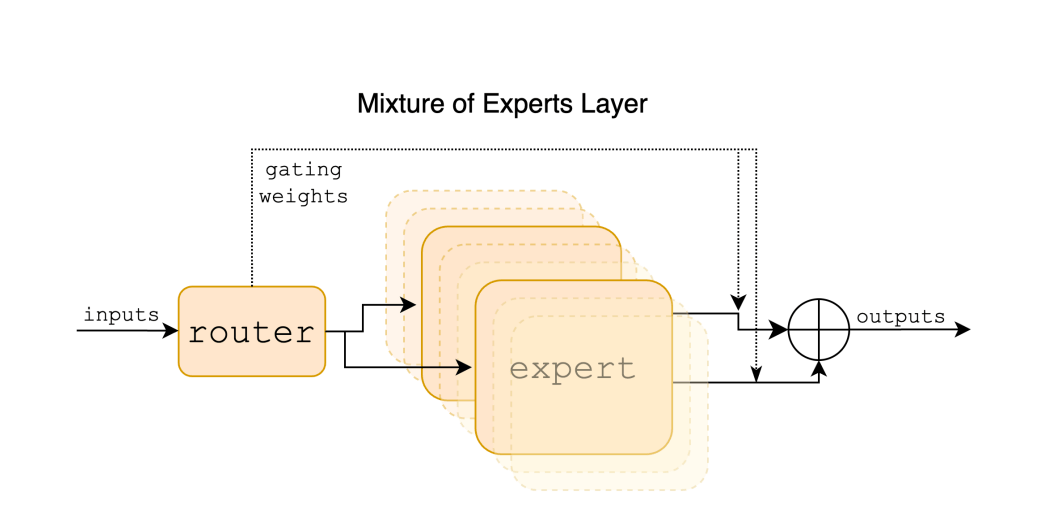 Mixture of Experts Layer
gating
weights
inputs
router
expert
outputs